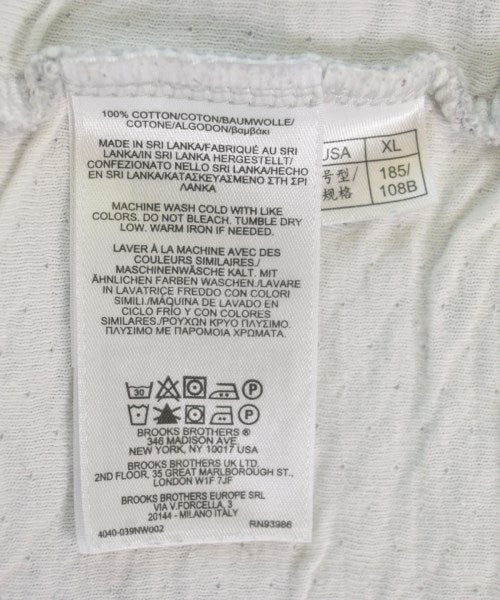 100% COTTON/COTON/BAUMWOLLE/
COTONE/ALGODON/βαμβάκι
MADE IN SRI LANKA/FABRIQUÉ AU SRI
LANKA/IN SRI LANKA HERGESTELLT/
CONFEZIONATO NELLO SRI LANKA/HECHO
EN SRI LANKA/ΚΑΤΑΣΚΕΥΑΣΜΕΝΟ ΣΤΗ ΣΡΙ
ΛΑΝΚΑ
MACHINE WASH COLD WITH LIKE
COLORS. DO NOT BLEACH. TUMBLE DRY
LOW. WARM IRON IF NEEDED.
LAVER À LA MACHINE AVEC DES
COULEURS SIMILAIRES./
MASCHINENWÄSCHE KALT. MIT
ÄHNLICHEN FARBEN WASCHEN./LAVARE
IN LAVATRICE FREDDO CON COLORI
SIMILI./MÁQUINA DE LAVADO EN
CICLO FRÍO Y CON COLORES
SIMILARES./ΡΟΥΧΩΝ ΚΡΥΟ ΠΛΥΣΙΜΟ.
ΠΛΥΣΙΜΟ ΜΕ ΠΑΡΟΜΟΙΑ ΧΡΩΜΑΤΑ.
30 P
P
BROOKS BROTHERS ®
346 MADISON AVE.
NEW YORK, NY 10017 USA
BROOKS BROTHERS UK LTD.
2ND FLOOR, 35 GREAT MARLBOROUGH ST.,
LONDON W1F 7JF
BROOKS BROTHERS EUROPE SRL
VIA V.FORCELLA, 3
20144 - MILANO ITALY
4040-039NW002 RN93986
USA XL
号型/ 185/
规格 108B